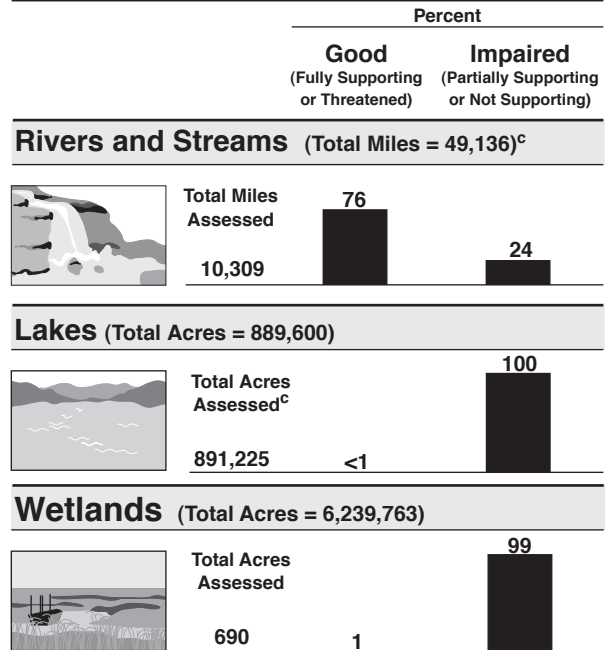 Percent
Good Impaired
(Fully Supporting (Partially Supporting
or Threatened) or Not Supporting)
Rivers and Streams (Total Miles = 49,136)c
Total Miles
Assessed
76
24
10,309
Lakes (Total Acres = 889,600)
100
Total Acres
Assessedc
891,225 <1
Wetlands (Total Acres = 6,239,763)
99
Total Acres
Assessed
690 1